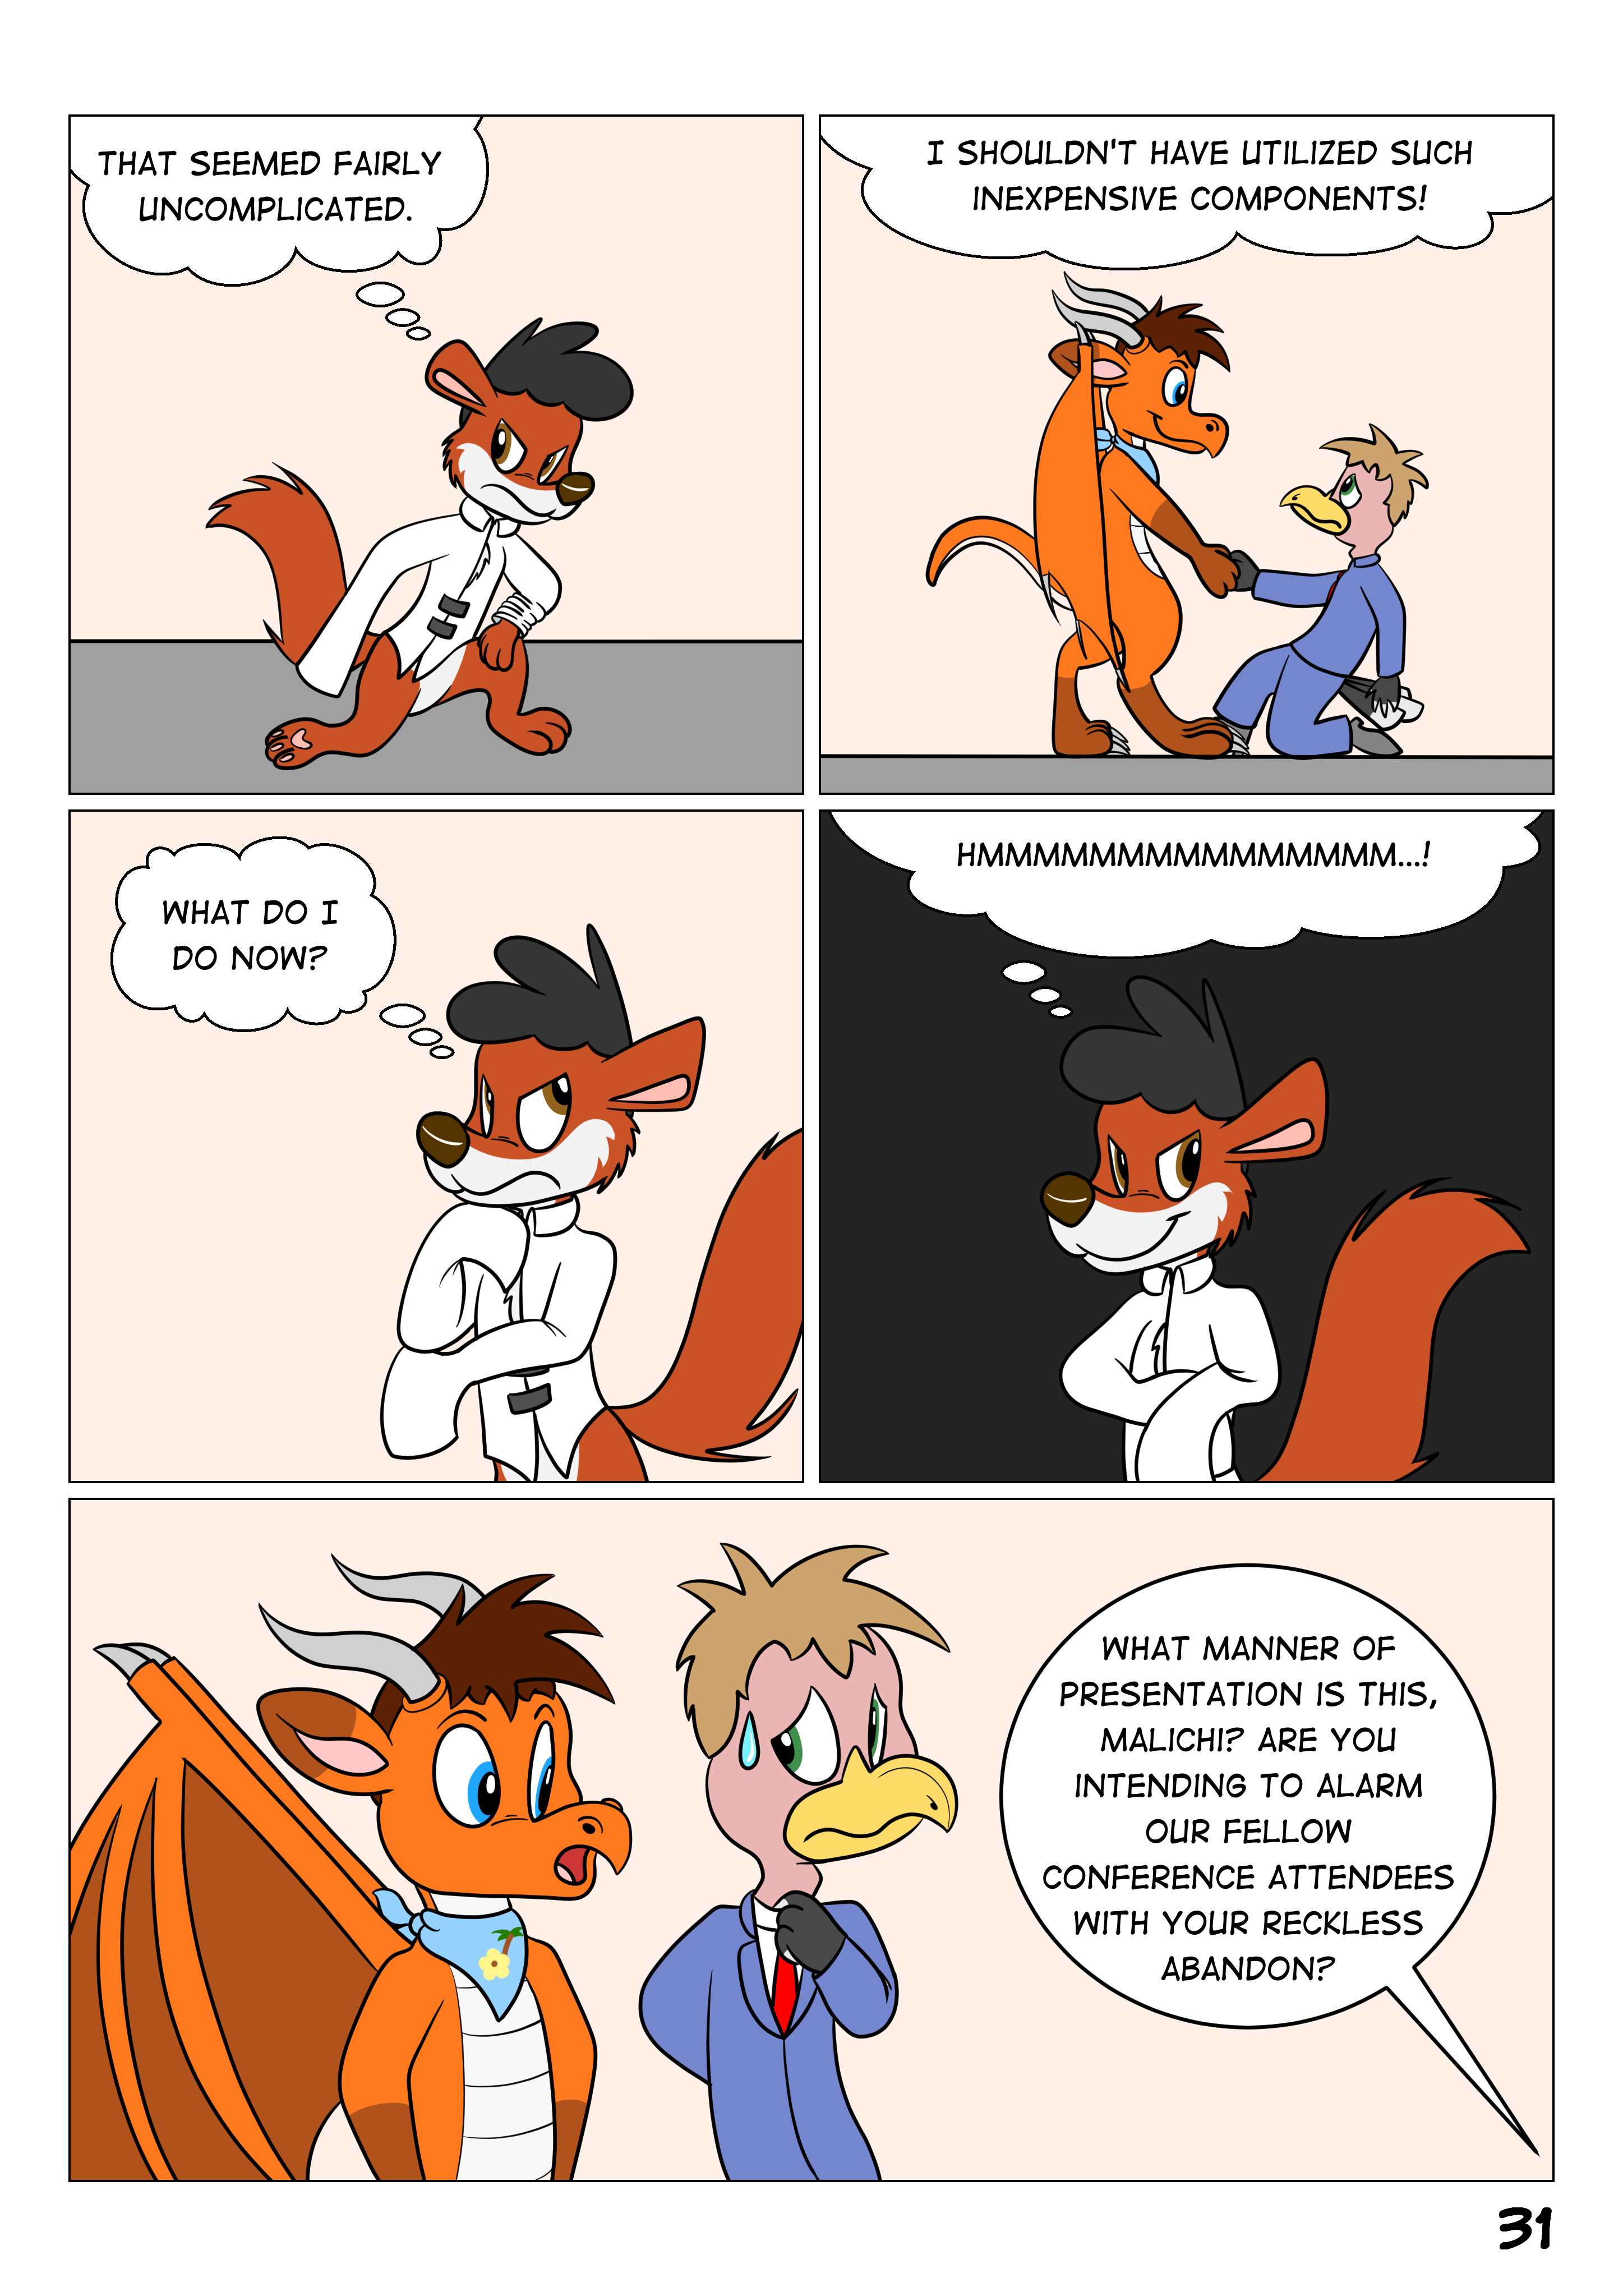 THAT SEEMED FAIRLY
UNCOMPLICATED.
I SHOULDN'T HAVE UTILIZED SUCH
INEXPENSIVE COMPONENTS!
WHAT DO I
DO NOW?
HMMMMMMMMMMMMMMMM...!
WHAT MANNER OF
PRESENTATION IS THIS,
MALICHI? ARE YOU
INTENDING TO ALARM
OUR FELLOW
CONFERENCE ATTENDEES
WITH YOUR RECKLESS
ABANDON?
31